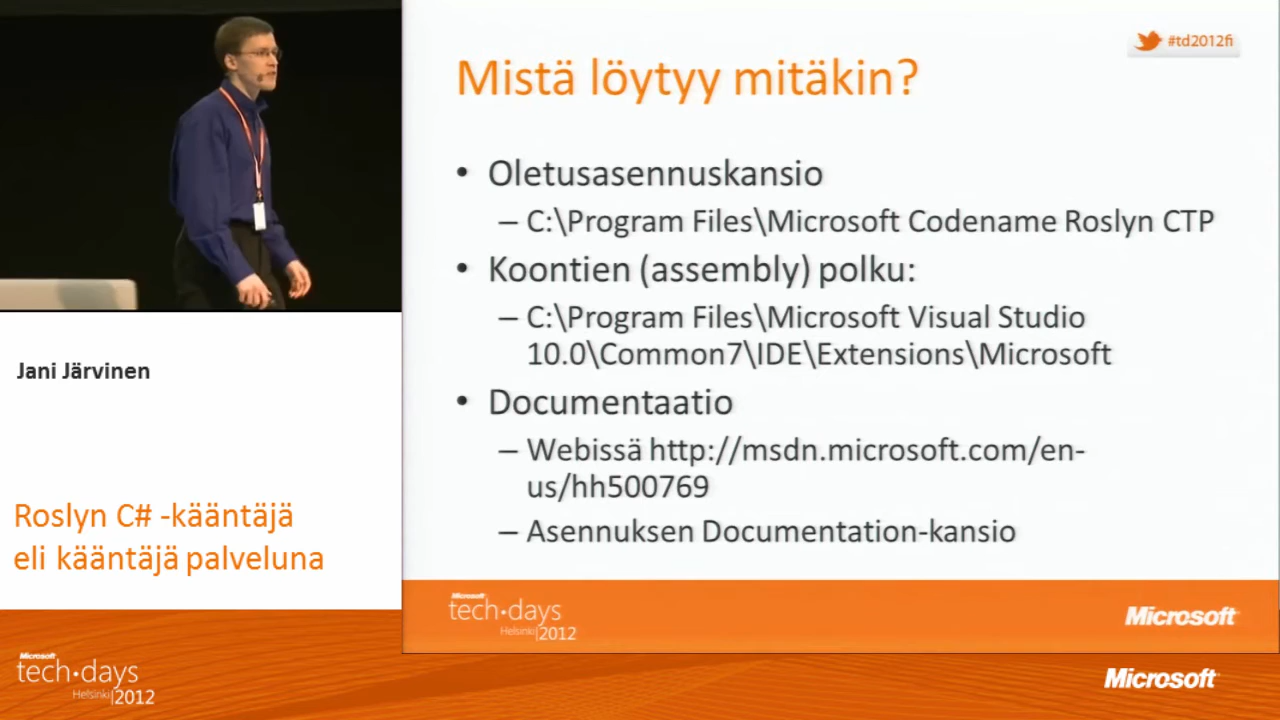 #td2012fi
Mistä löytyy mitäkin?
• Oletusasennuskansio
– C:\Program Files\Microsoft Codename Roslyn CTP
• Koontien (assembly) polku:
– C:\Program Files\Microsoft Visual Studio
10.0\Common7\IDE\Extensions\Microsoft
• Documentaatio
– Webissä http://msdn.microsoft.com/en-
us/hh500769
– Asennuksen Documentation-kansio
Microsoft
tech·days
Helsinki|2012
Microsoft
Jani Järvinen
Roslyn C# -kääntäjä
eli kääntäjä palveluna
Microsoft
tech·days
Helsinki|2012
Microsoft